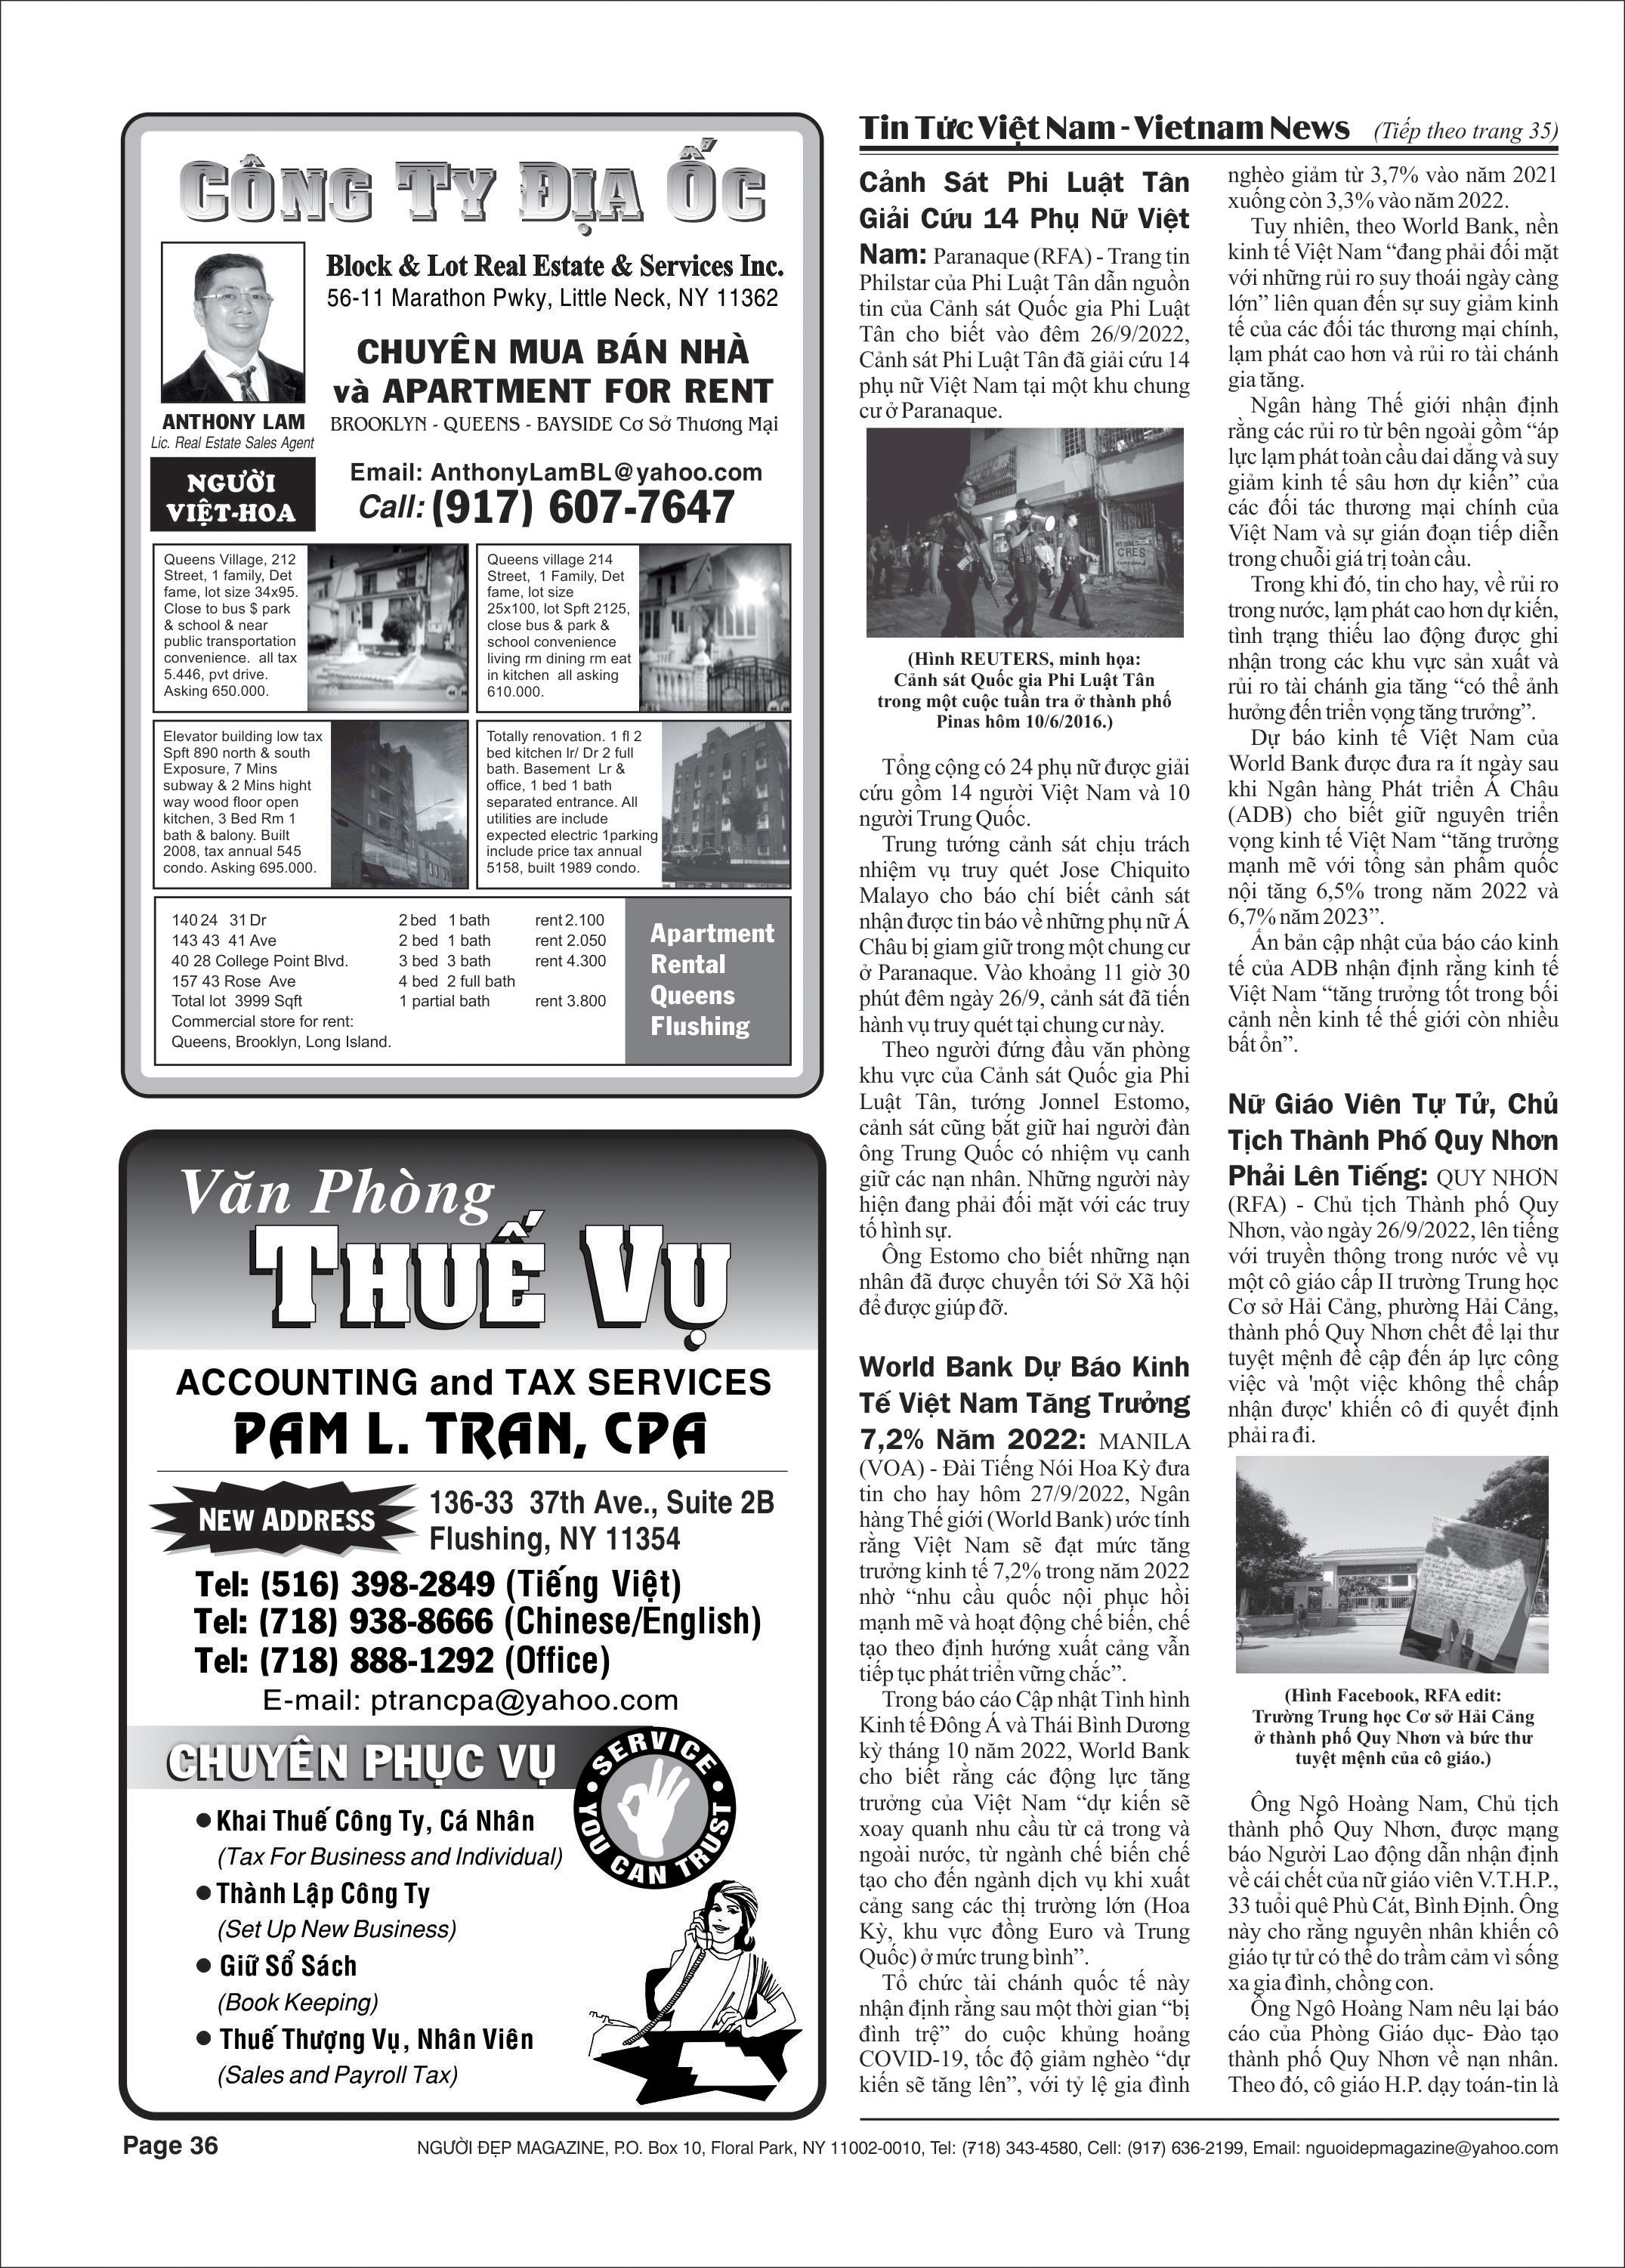 CÔNG TY ĐỊA ỐC
Block & Lot Real Estate & Services Inc.
56-11 Marathon Pwky, Little Neck, NY 11362
CHUYÊN MUA BÁN NHÀ
và APARTMENT FOR RENT
BROOKLYN - QUEENS - BAYSIDE Cơ Sở Thương Mại
ANTHONY LAM
Lic. Real Estate Sales Agent
NGƯỜI
VIỆT-HOA
Email: AnthonyLamBL@yahoo.com
Call: (917) 607-7647
Queens Village, 212
Street, 1 family, Det
fame, lot size 34x95.
Close to bus $ park
& school & near
public transportation
convenience. all tax
5.446, pvt drive.
Asking 650.000.
Queens village 214
Street, 1 Family, Det
fame, lot size
25x100, lot Spft 2125,
close bus & park &
school convenience
living rm dining rm eat
in kitchen all asking
610.000.
Elevator building low tax
Spft 890 north & south
Exposure, 7 Mins
subway & 2 Mins hight
way wood floor open
kitchen, 3 Bed Rm 1
bath & balony. Built
2008, tax annual 545
condo. Asking 695.000.
Totally renovation. 1 fl 2
bed kitchen lr/ Dr 2 full
bath. Basement Lr &
office, 1 bed 1 bath
separated entrance. All
utilities are include
expected electric 1parking
include price tax annual
5158, built 1989 condo.
140 24 31 Dr 2 bed 1 bath rent 2.100
143 43 41 Ave 2 bed 1 bath rent 2.050
40 28 College Point Blvd. 3 bed 3 bath rent 4.300
157 43 Rose Ave 4 bed 2 full bath
Total lot 3999 Sqft 1 partial bath rent 3.800
Commercial store for rent:
Queens, Brooklyn, Long Island.
Apartment
Rental
Queens
Flushing
Văn Phòng
THUẾ VỤ
ACCOUNTING and TAX SERVICES
PAM L. TRAN, CPA
NEW ADDRESS
136-33 37th Ave., Suite 2B
Flushing, NY 11354
Tel: (516) 398-2849 (Tiếng Việt)
Tel: (718) 938-8666 (Chinese/English)
Tel: (718) 888-1292 (Office)
E-mail: ptrancpa@yahoo.com
CHUYÊN PHỤC VỤ
SERVICE
YOU CAN TRUST
● Khai Thuế Công Ty, Cá Nhân
(Tax For Business and Individual)
● Thành Lập Công Ty
(Set Up New Business)
● Giữ Sổ Sách
(Book Keeping)
● Thuế Thượng Vụ, Nhân Viên
(Sales and Payroll Tax)
Tin Tức Việt Nam - Vietnam News (Tiếp theo trang 35)
Cảnh Sát Phi Luật Tân
Giải Cứu 14 Phụ Nữ Việt
Nam: Paranaque (RFA) - Trang tin
Philstar của Phi Luật Tân dẫn nguồn
tin của Cảnh sát Quốc gia Phi Luật
Tân cho biết vào đêm 26/9/2022,
Cảnh sát Phi Luật Tân đã giải cứu 14
phụ nữ Việt Nam tại một khu chung
cư ở Paranaque.
(Hình REUTERS, minh họa:
Cảnh sát Quốc gia Phi Luật Tân
trong một cuộc tuần tra ở thành phố
Pinas hôm 10/6/2016.)
Tổng cộng có 24 phụ nữ được giải
cứu gồm 14 người Việt Nam và 10
người Trung Quốc.
Trung tướng cảnh sát chịu trách
nhiệm vụ truy quét Jose Chiquito
Malayo cho báo chí biết cảnh sát
nhận được tin báo về những phụ nữ Á
Châu bị giam giữ trong một chung cư
ở Paranaque. Vào khoảng 11 giờ 30
phút đêm ngày 26/9, cảnh sát đã tiến
hành vụ truy quét tại chung cư này.
Theo người đứng đầu văn phòng
khu vực của Cảnh sát Quốc gia Phi
Luật Tân, tướng Jonnel Estomo,
cảnh sát cũng bắt giữ hai người đàn
ông Trung Quốc có nhiệm vụ canh
giữ các nạn nhân. Những người này
hiện đang phải đối mặt với các truy
tố hình sự.
Ông Estomo cho biết những nạn
nhân đã được chuyển tới Sở Xã hội
để được giúp đỡ.
World Bank Dự Báo Kinh
Tế Việt Nam Tăng Trưởng
7,2% Năm 2022: MANILA
(VOA) - Đài Tiếng Nói Hoa Kỳ đưa
tin cho hay hôm 27/9/2022, Ngân
hàng Thế giới (World Bank) ước tính
rằng Việt Nam sẽ đạt mức tăng
trưởng kinh tế 7,2% trong năm 2022
nhờ “nhu cầu quốc nội phục hồi
mạnh mẽ và hoạt động chế biến, chế
tạo theo định hướng xuất cảng vẫn
tiếp tục phát triển vững chắc”.
Trong báo cáo Cập nhật Tình hình
Kinh tế Đông Á và Thái Bình Dương
kỳ tháng 10 năm 2022, World Bank
cho biết rằng các động lực tăng
trưởng của Việt Nam “dự kiến sẽ
xoay quanh nhu cầu từ cả trong và
ngoài nước, từ ngành chế biến chế
tạo cho đến ngành dịch vụ khi xuất
cảng sang các thị trường lớn (Hoa
Kỳ, khu vực đồng Euro và Trung
Quốc) ở mức trung bình”.
Tổ chức tài chánh quốc tế này
nhận định rằng sau một thời gian “bị
đình trệ” do cuộc khủng hoảng
COVID-19, tốc độ giảm nghèo “dự
kiến sẽ tăng lên”, với tỷ lệ gia đình
nghèo giảm từ 3,7% vào năm 2021
xuống còn 3,3% vào năm 2022.
Tuy nhiên, theo World Bank, nền
kinh tế Việt Nam “đang phải đối mặt
với những rủi ro suy thoái ngày càng
lớn” liên quan đến sự suy giảm kinh
tế của các đối tác thương mại chính,
lạm phát cao hơn và rủi ro tài chánh
gia tăng.
Ngân hàng Thế giới nhận định
rằng các rủi ro từ bên ngoài gồm “áp
lực lạm phát toàn cầu dai dẳng và suy
giảm kinh tế sâu hơn dự kiến” của
các đối tác thương mại chính của
Việt Nam và sự gián đoạn tiếp diễn
trong chuỗi giá trị toàn cầu.
Trong khi đó, tin cho hay, về rủi ro
trong nước, lạm phát cao hơn dự kiến,
tình trạng thiếu lao động được ghi
nhận trong các khu vực sản xuất và
rủi ro tài chánh gia tăng “có thể ảnh
hưởng đến triển vọng tăng trưởng”.
Dự báo kinh tế Việt Nam của
World Bank được đưa ra ít ngày sau
khi Ngân hàng Phát triển Á Châu
(ADB) cho biết giữ nguyên triển
vọng kinh tế Việt Nam “tăng trưởng
mạnh mẽ với tổng sản phẩm quốc
nội tăng 6,5% trong năm 2022 và
6,7% năm 2023”.
Ấn bản cập nhật của báo cáo kinh
tế của ADB nhận định rằng kinh tế
Việt Nam “tăng trưởng tốt trong bối
cảnh nền kinh tế thế giới còn nhiều
bất ổn”.
Nữ Giáo Viên Tự Tử, Chủ
Tịch Thành Phố Quy Nhơn
Phải Lên Tiếng: QUY NHƠN
(RFA) - Chủ tịch Thành phố Quy
Nhơn, vào ngày 26/9/2022, lên tiếng
với truyền thông trong nước về vụ
một cô giáo cấp II trường Trung học
Cơ sở Hải Cảng, phường Hải Cảng,
thành phố Quy Nhơn chết để lại thư
tuyệt mệnh đề cập đến áp lực công
việc và 'một việc không thể chấp
nhận được' khiến cô đi quyết định
phải ra đi.
(Hình Facebook, RFA edit:
Trường Trung học Cơ sở Hải Cảng
ở thành phố Quy Nhơn và bức thư
tuyệt mệnh của cô giáo.)
Ông Ngô Hoàng Nam, Chủ tịch
thành phố Quy Nhơn, được mạng
báo Người Lao động dẫn nhận định
về cái chết của nữ giáo viên V.T.H.P.,
33 tuổi quê Phù Cát, Bình Định. Ông
này cho rằng nguyên nhân khiến cô
giáo tự tử có thể do trầm cảm vì sống
xa gia đình, chồng con.
Ông Ngô Hoàng Nam nêu lại báo
cáo của Phòng Giáo dục- Đào tạo
thành phố Quy Nhơn về nạn nhân.
Theo đó, cô giáo H.P. dạy toán-tin là
Page 36
NGƯỜI ĐẸP MAGAZINE, P.O. Box 10, Floral Park, NY 11002-0010, Tel: (718) 343-4580, Cell: (917) 636-2199, Email: nguoidepmagazine@yahoo.com